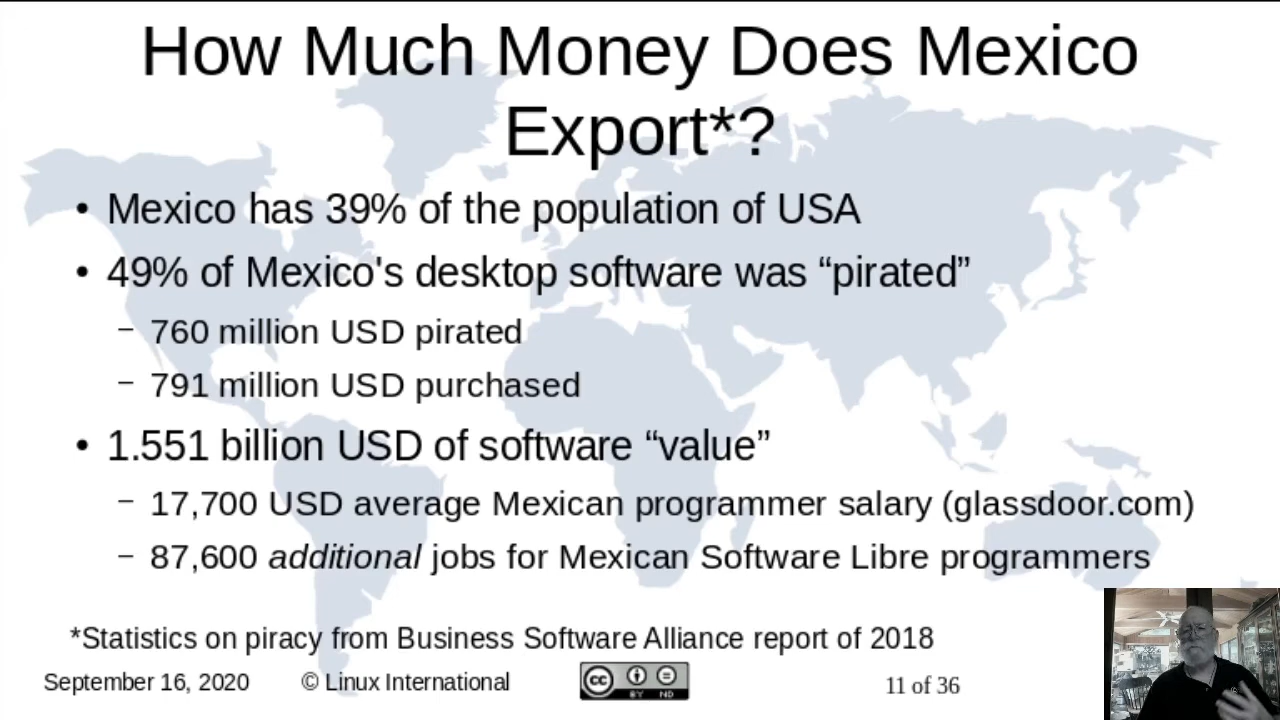 How Much Money Does Mexico
Export*?
• Mexico has 39% of the population of USA
• 49% of Mexico's desktop software was “pirated”
– 760 million USD pirated
– 791 million USD purchased
• 1.551 billion USD of software “value”
– 17,700 USD average Mexican programmer salary (glassdoor.com)
– 87,600 additional jobs for Mexican Software Libre programmers
*Statistics on piracy from Business Software Alliance report of 2018
September 16, 2020 © Linux International cc BY ND 11 of 36